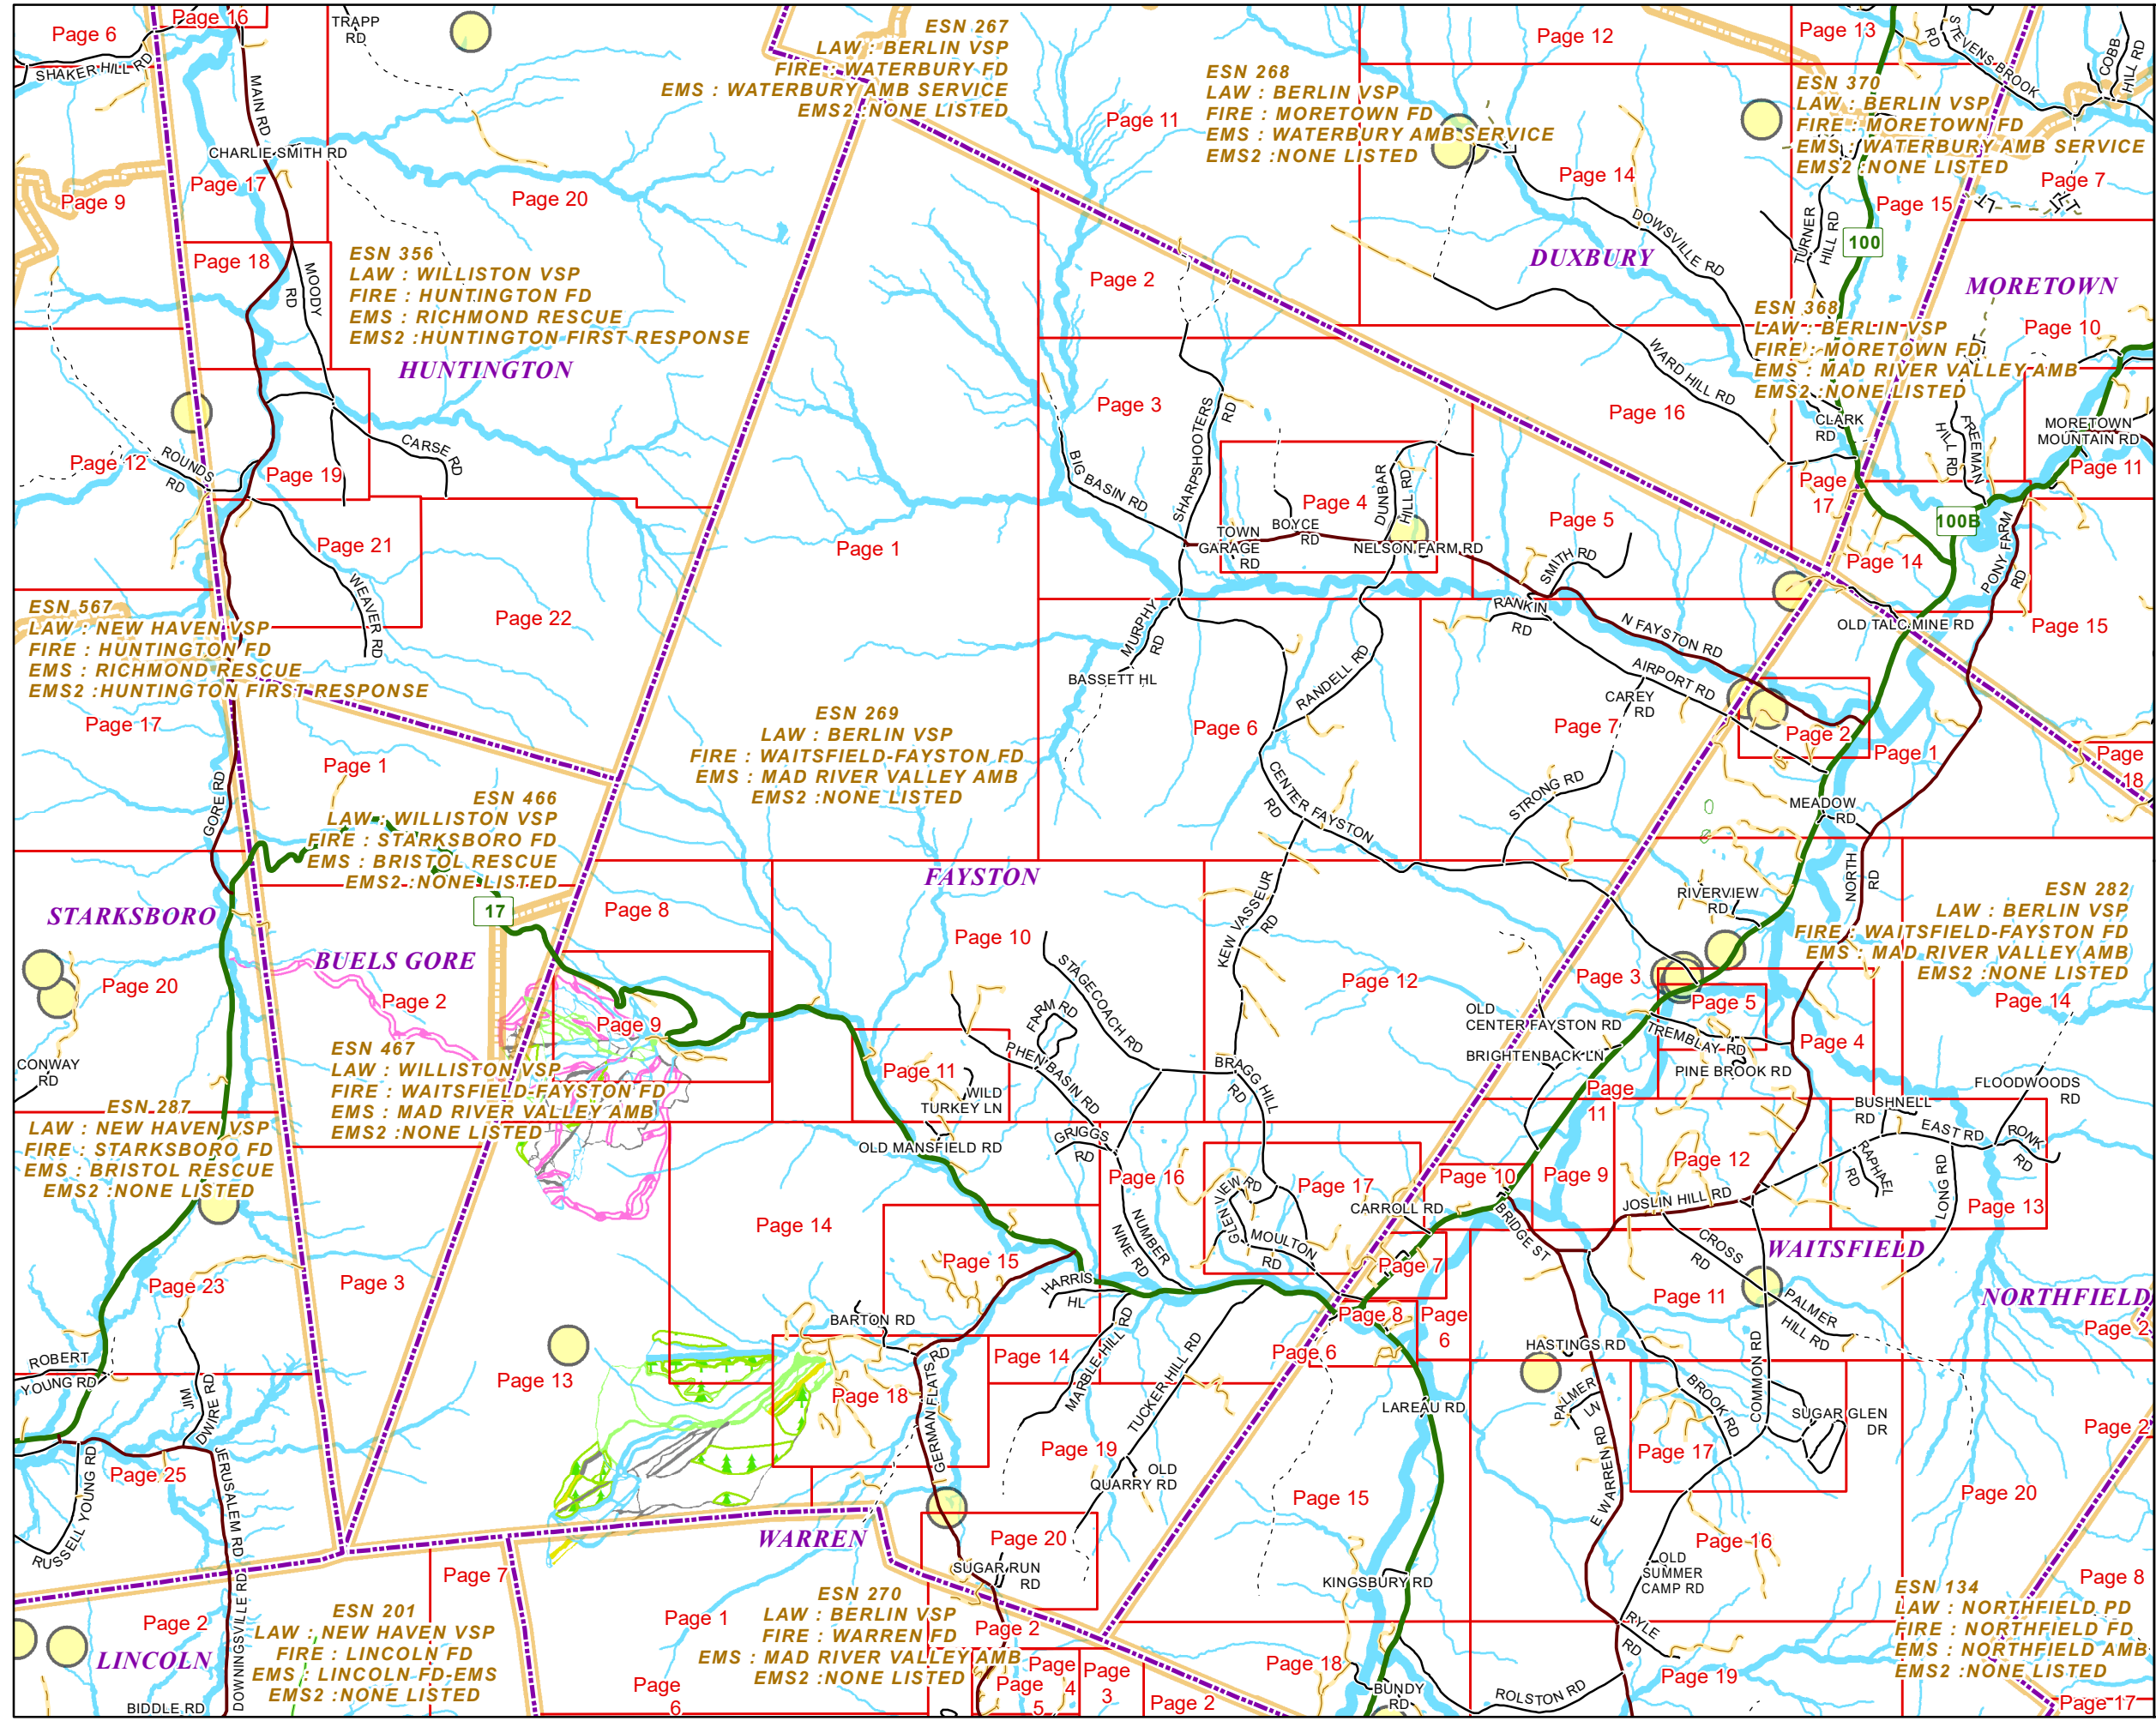 Page 6
Page 16
SHAKER HILL RD
MAIN RD
TRAPP
RD
CHARLIE SMITH RD
Page 17
Page 9
Page 20
Page 18
MOODY
RD
ESN 356
LAW : WILLISTON VSP
FIRE : HUNTINGTON FD
EMS : RICHMOND RESCUE
EMS2 :HUNTINGTON FIRST RESPONSE
HUNTINGTON
ESN 267
LAW : BERLIN VSP
FIRE : WATERBURY FD
EMS : WATERBURY AMB SERVICE
EMS2 :NONE LISTED
Page 11
ESN 268
LAW : BERLIN VSP
FIRE : MORETOWN FD
EMS : WATERBURY AMB SERVICE
EMS2 :NONE LISTED
Page 12
Page 13
STEVENS BROOK
RD
COBB
HILL RD
ESN 370
LAW : BERLIN VSP
FIRE : MORETOWN FD
EMS : WATERBURY AMB SERVICE
EMS2 :NONE LISTED
Page 14
Page 15
Page 7
LT
LT
LT
DOWSVILLE RD
TURNER
HILL RD
100
DUXBURY
MORETOWN
Page 2
ESN 368
LAW : BERLIN VSP
FIRE : MORETOWN FD
EMS : MAD RIVER VALLEY AMB
EMS2 :NONE LISTED
Page 10
WARD HILL RD
Page 16
CLARK
RD
FREEMAN
HILL RD
MORETOWN
MOUNTAIN RD
Page 11
Page 3
SHARPSHOOTERS
RD
BIG BASIN RD
Page 12
ROUNDS
RD
Page 19
CARSE RD
Page 4
DUNBAR
HILL RD
TOWN
GARAGE
RD
BOYCE
RD
NELSON FARM RD
Page 5
Page
17
100B
PONY FARM
RD
Page 14
Page 1
Page 21
WEAVER RD
Page 22
SMITH RD
RANKIN
RD
N FAYSTON RD
OLD TALC MINE RD
Page 15
ESN 567
LAW : NEW HAVEN VSP
FIRE : HUNTINGTON FD
EMS : RICHMOND RESCUE
EMS2 :HUNTINGTON FIRST RESPONSE
Page 17
MURPHY
RD
BASSETT HL
RANDELL RD
AIRPORT RD
CAREY
RD
Page 6
Page 7
Page 2
Page 1
Page
18
ESN 269
LAW : BERLIN VSP
FIRE : WAITSFIELD-FAYSTON FD
EMS : MAD RIVER VALLEY AMB
EMS2 :NONE LISTED
Page 1
GORE RD
ESN 466
LAW : WILLISTON VSP
FIRE : STARKSBORO FD
EMS : BRISTOL RESCUE
EMS2 :NONE LISTED
CENTER FAYSTON
RD
STRONG RD
MEADOW
RD
NORTH
RD
FAYSTON
STARKSBORO
17
Page 8
KEW VASSEUR
RD
RIVERVIEW
RD
ESN 282
LAW : BERLIN VSP
FIRE : WAITSFIELD-FAYSTON FD
EMS : MAD RIVER VALLEY AMB
EMS2 :NONE LISTED
Page 10
STAGECOACH RD
BUELS GORE
Page 20
Page 2
Page 9
FARM RD
Page 12
Page 3
Page 5
Page 14
OLD
CENTER FAYSTON RD
BRIGHTENBACK LN
TREMBLAY RD
PINE BROOK RD
Page 4
CONWAY
RD
ESN 467
LAW : WILLISTON VSP
FIRE : WAITSFIELD-FAYSTON FD
EMS : MAD RIVER VALLEY AMB
EMS2 :NONE LISTED
Page 11
WILD
TURKEY LN
PHEN BASIN RD
BRAGG HILL
RD
Page
11
FLOODWOODS
RD
BUSHNELL
RD
EAST RD
RONK
RD
ESN 287
LAW : NEW HAVEN VSP
FIRE : STARKSBORO FD
EMS : BRISTOL RESCUE
EMS2 :NONE LISTED
OLD MANSFIELD RD
GRIGGS
RD
Page 16
Page 17
Page 10
Page 9
Page 12
RAPHAEL
RD
LONG RD
Page 13
GLEN
VIEW RD
CARROLL RD
BRIDGE ST
JOSLIN HILL RD
Page 14
NUMBER
NINE RD
MOULTON
RD
CROSS
RD
WAITSFIELD
Page 15
HARRIS
HL
Page 7
Page 23
Page 3
Page 8
Page
6
Page 11
PALMER
HILL RD
NORTHFIELD
Page 2
BARTON RD
MARBLE HILL RD
TUCKER HILL RD
Page 6
HASTINGS RD
ROBERT
YOUNG RD
Page 13
Page 14
Page 18
GERMAN FLATS
RD
PALMER
LN
BROOK RD
COMMON RD
SUGAR GLEN
DR
LAREAU RD
JIM
DWIRE RD
Page 19
OLD
QUARRY RD
Page 17
Page 2
Page 25
RUSSELL YOUNG RD
JERUSALEM RD
E WARREN RD
Page 15
Page 20
WARREN
Page 20
Page 16
SUGAR RUN
RD
KINGSBURY RD
OLD
SUMMER
CAMP RD
Page 7
Page 8
ESN 134
LAW : NORTHFIELD PD
FIRE : NORTHFIELD FD
EMS : NORTHFIELD AMB
EMS2 :NONE LISTED
Page 2
DOWNINGSVILLE RD
LINCOLN
BIDDLE RD
ESN 201
LAW : NEW HAVEN VSP
FIRE : LINCOLN FD
EMS : LINCOLN FD-EMS
EMS2 :NONE LISTED
Page 1
ESN 270
LAW : BERLIN VSP
FIRE : WARREN FD
EMS : MAD RIVER VALLEY AMB
EMS2 :NONE LISTED
Page 2
Page
6
Page
5
Page
4
Page
3
Page 2
Page 18
BUNDY
RD
ROLSTON RD
RYLE
RD
Page 19
Page 17